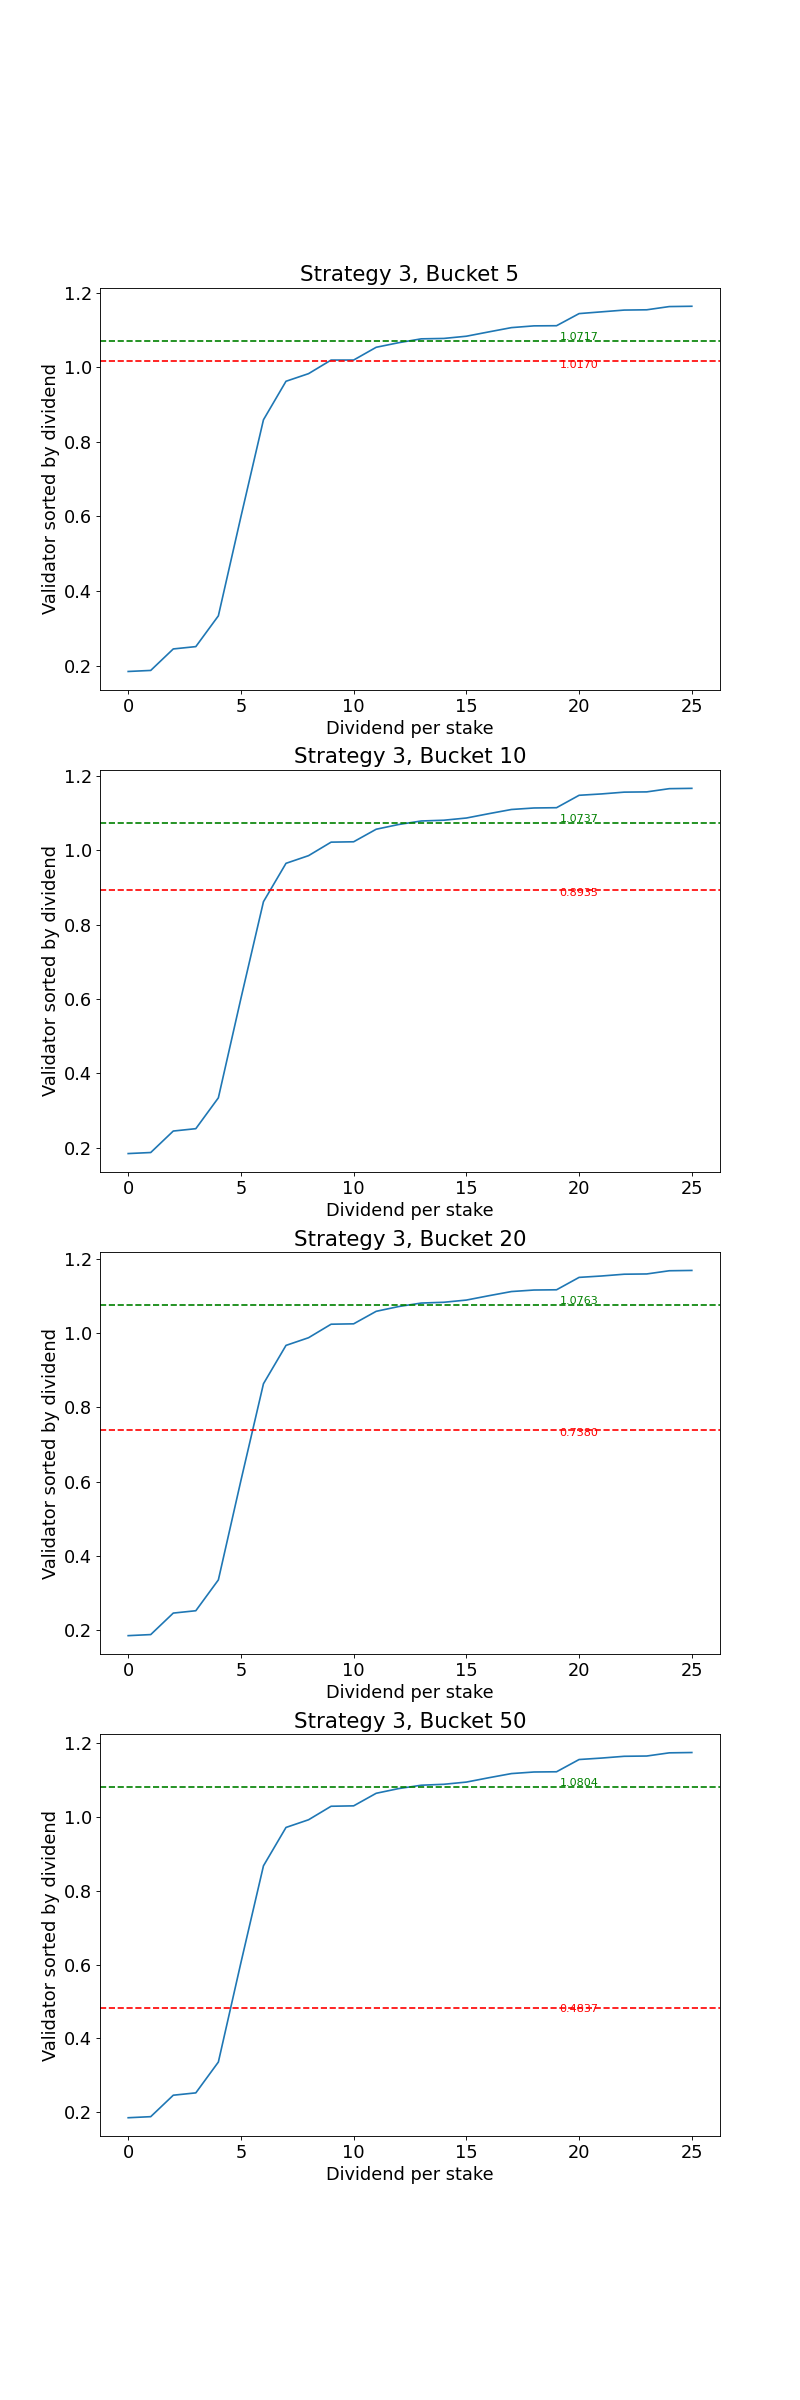 Strategy 3, Bucket 5
1.2
1.0717
1.0170
1.0
0.8
0.6
0.4
0.2
Validator sorted by dividend
0 5 10 15 20 25
Dividend per stake
Strategy 3, Bucket 10
1.2
1.0737
1.0
0.8935
0.8
0.6
0.4
0.2
Validator sorted by dividend
0 5 10 15 20 25
Dividend per stake
Strategy 3, Bucket 20
1.2
1.0763
1.0
0.8
0.7380
0.6
0.4
0.2
Validator sorted by dividend
0 5 10 15 20 25
Dividend per stake
Strategy 3, Bucket 50
1.2
1.0804
1.0
0.8
0.6
0.4837
0.4
0.2
Validator sorted by dividend
0 5 10 15 20 25
Dividend per stake